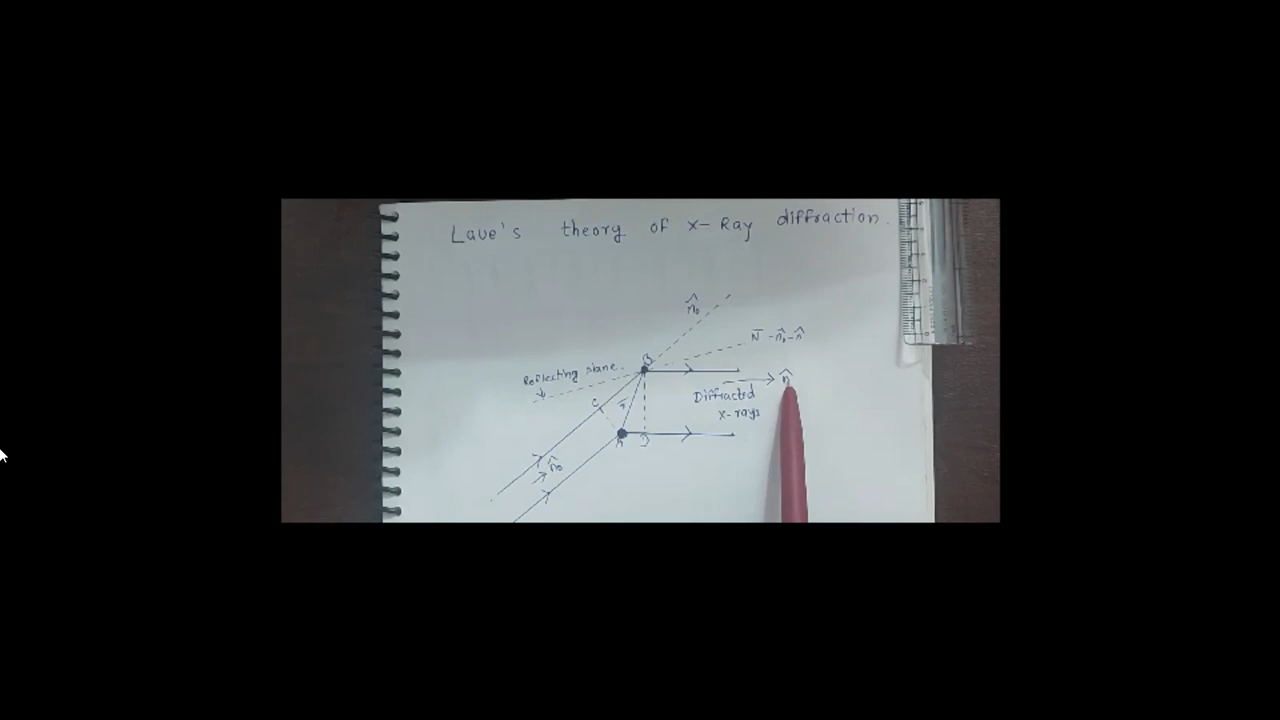 Laue's theory of x-Ray diffraction.
n̂₀
B
N̄ - n̂₀-n̂
Reflecting plane
n̂
Diffracted
x-rays
C
r̄
A D
n̂₀